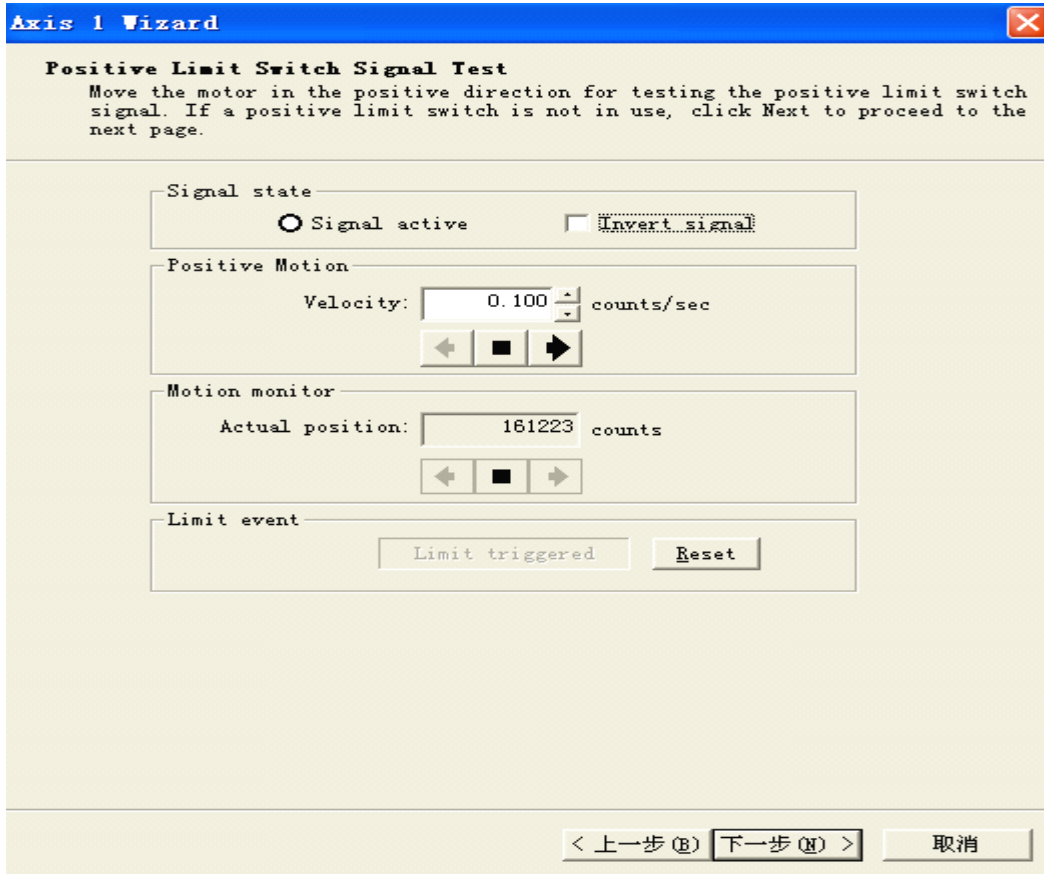 Axis 1 Wizard
Positive Limit Switch Signal Test
Move the motor in the positive direction for testing the positive limit switch
signal. If a positive limit switch is not in use, click Next to proceed to the
next page.
Signal state
Signal active Invert signal
Positive Motion
Velocity: 0.100 counts/sec
Motion monitor
Actual position: 161223 counts
Limit event
Limit triggered Reset
< 上一步(B) 下一步(N) > 取消